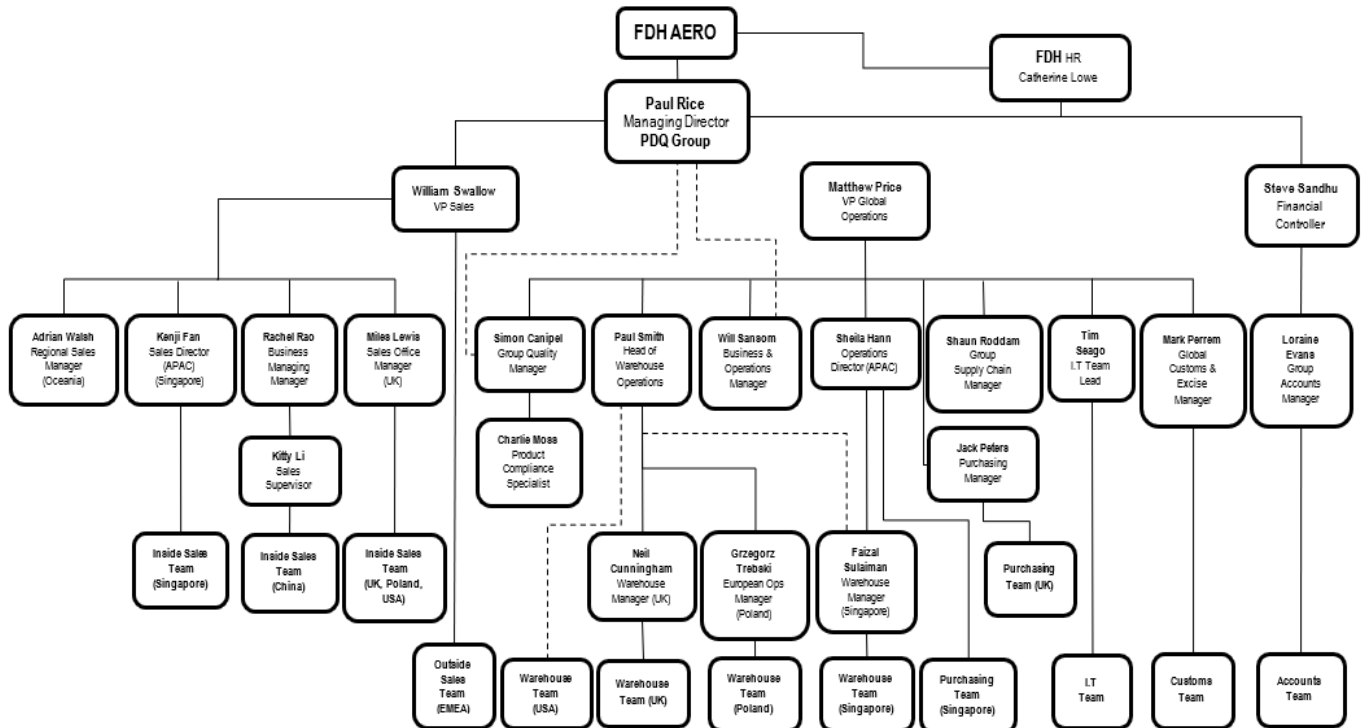 FDH AERO
FDH HR
Catherine Lowe
Paul Rice
Managing Director
PDQ Group
William Swallow
VP Sales
Matthew Price
VP Global
Operations
Steve Sandhu
Financial
Controller
Adrian Walsh
Regional Sales
Manager
(Oceania)
Kenji Fan
Sales Director
(APAC)
(Singapore)
Rachel Rao
Business
Managing
Manager
Miles Lewis
Sales Office
Manager
(UK)
Simon Canipel
Group Quality
Manager
Paul Smith
Head of
Warehouse
Operations
Will Sansom
Business &
Operations
Manager
Sheila Hann
Operations
Director (APAC)
Shaun Roddam
Group
Supply Chain
Manager
Tim
Seago
I.T Team
Lead
Mark Perrem
Global
Customs &
Excise
Manager
Loraine
Evans
Group
Accounts
Manager
Charlie Moss
Product
Compliance
Specialist
Jack Peters
Purchasing
Manager
Kitty Li
Sales
Supervisor
Inside Sales
Team
(Singapore)
Inside Sales
Team
(China)
Inside Sales
Team
(UK, Poland,
USA)
Neil
Cunningham
Warehouse
Manager (UK)
Grzegorz
Trebski
European Ops
Manager
(Poland)
Faizal
Sulaiman
Warehouse
Manager
(Singapore)
Purchasing
Team (UK)
Outside
Sales
Team
(EMEA)
Warehouse
Team
(USA)
Warehouse
Team (UK)
Warehouse
Team
(Poland)
Warehouse
Team
(Singapore)
Purchasing
Team
(Singapore)
I.T
Team
Customs
Team
Accounts
Team